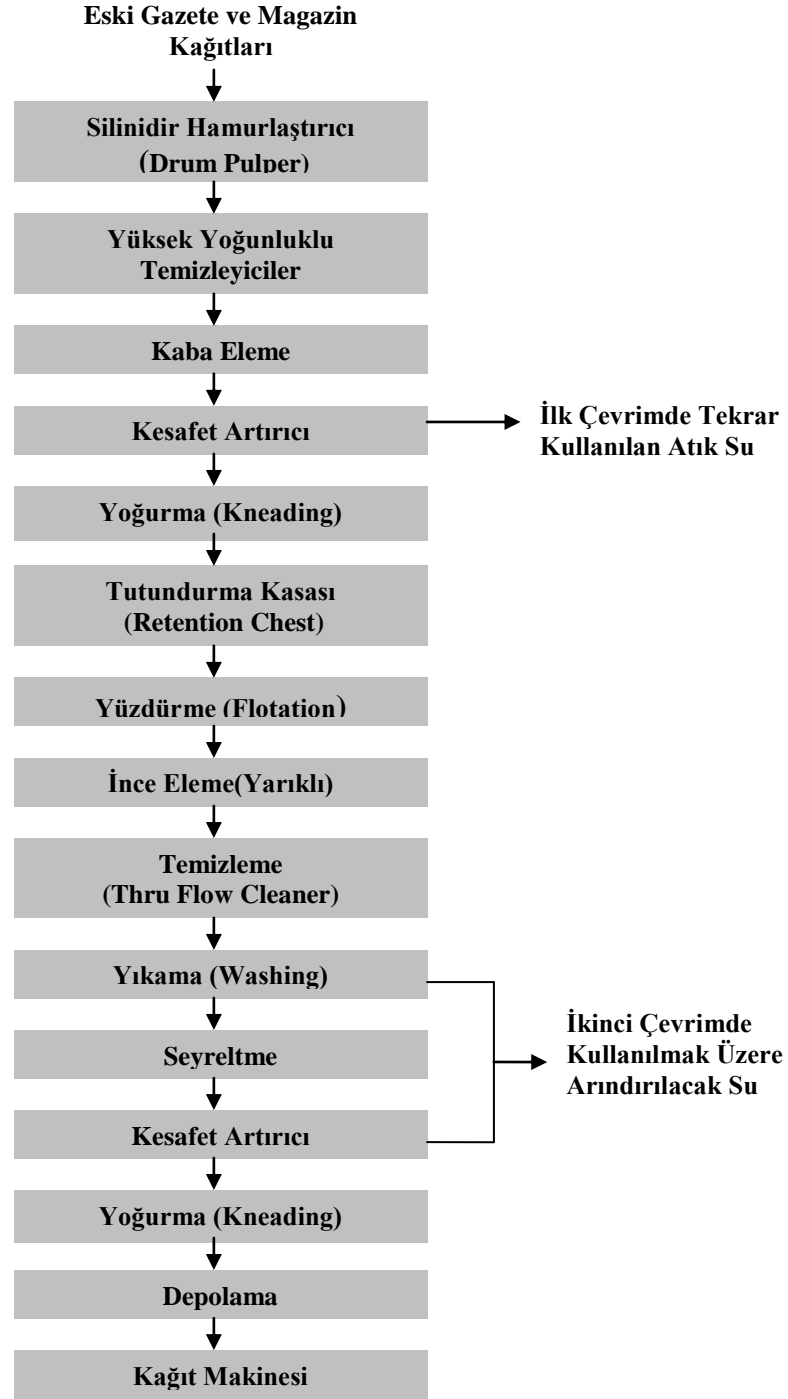 Eski Gazete ve Magazin
Kağıtları
Silinidir Hamurlaştırıcı
(Drum Pulper)
Yüksek Yoğunluklu
Temizleyiciler
Kaba Eleme
Kesafet Artırıcı
İlk Çevrimde Tekrar
Kullanılan Atık Su
Yoğurma (Kneading)
Tutundurma Kasası
(Retention Chest)
Yüzdürme (Flotation)
İnce Eleme(Yarıklı)
Temizleme
(Thru Flow Cleaner)
Yıkama (Washing)
Seyreltme
Kesafet Artırıcı
İkinci Çevrimde
Kullanılmak Üzere
Arındırılacak Su
Yoğurma (Kneading)
Depolama
Kağıt Makinesi